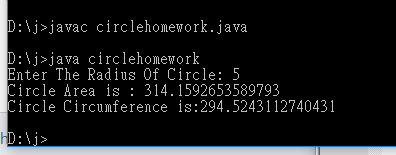 D:\j>javac circlehomework.java
D:\j>java circlehomework
Enter The Radius Of Circle: 5
Circle Area is : 314.1592653589793
Circle Circumference is:294.5243112740431
D:\j>